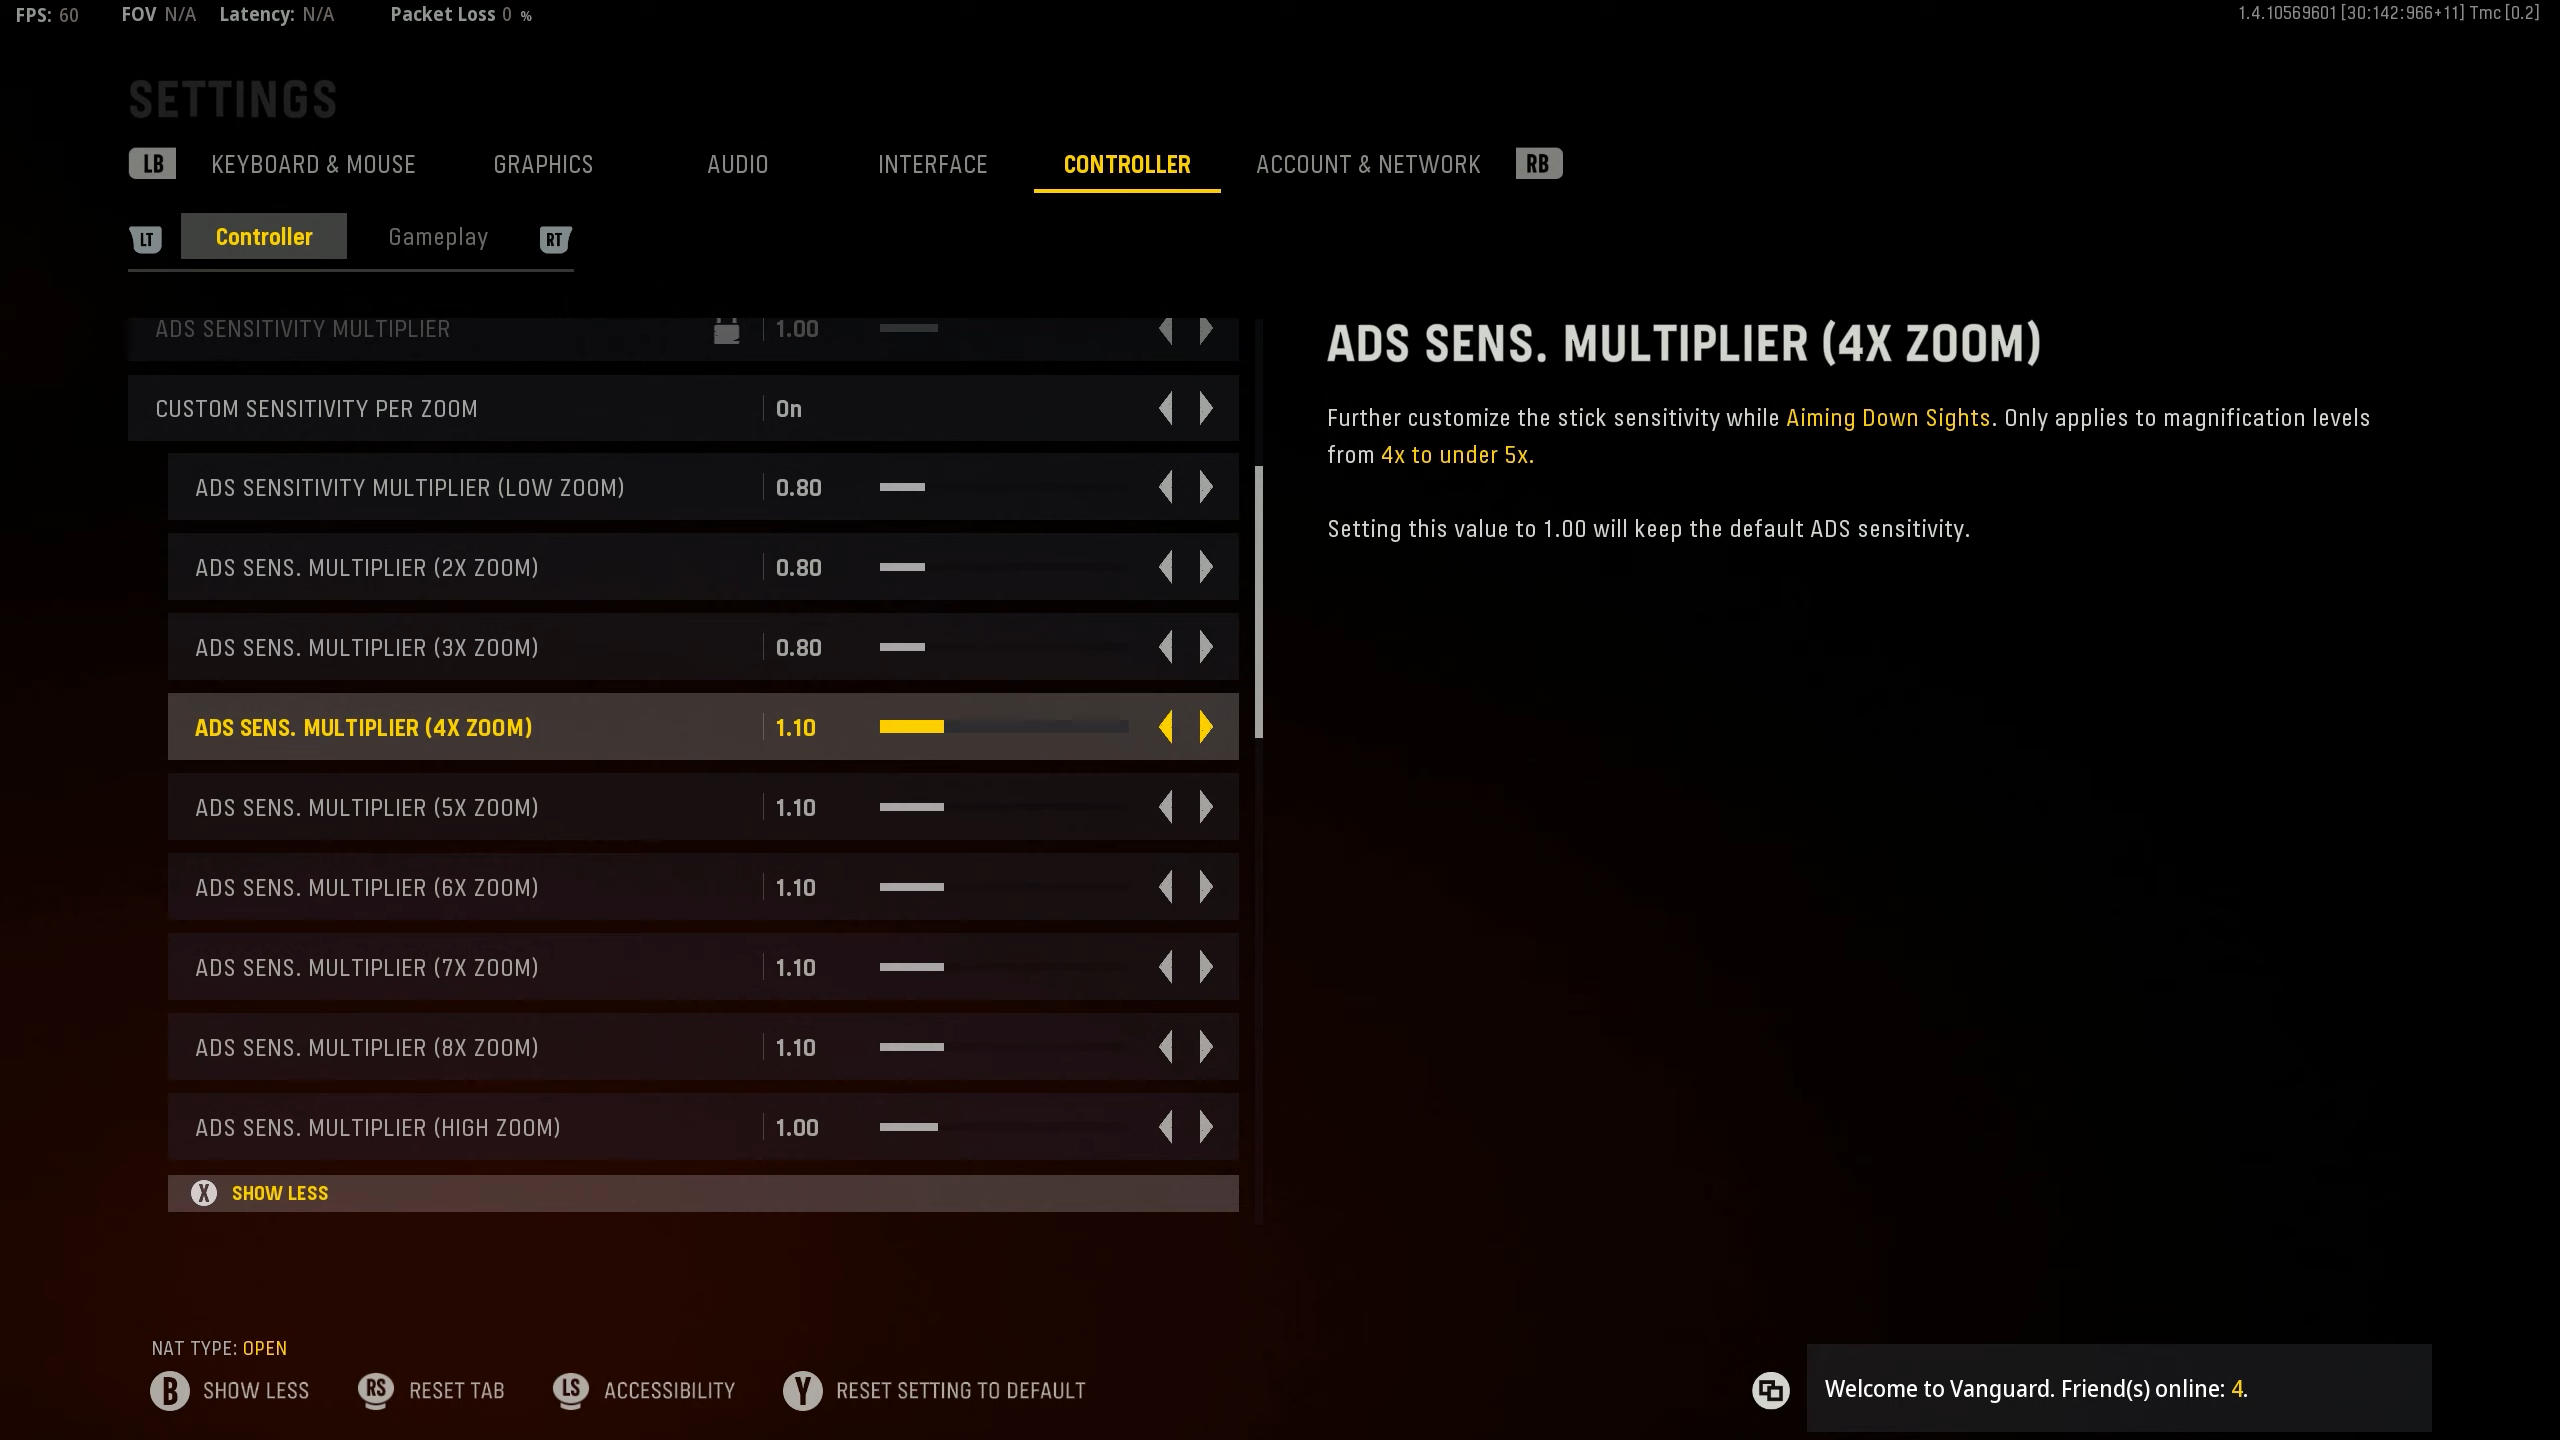 FPS: 60 FOV N/A Latency: N/A Packet Loss 0 %
1.4.10569601 [30:142:966+11] Tmc [0.2]
SETTINGS
LB KEYBOARD & MOUSE GRAPHICS AUDIO INTERFACE CONTROLLER ACCOUNT & NETWORK RB
LT Controller Gameplay RT
ADS SENSITIVITY MULTIPLIER 1.00
CUSTOM SENSITIVITY PER ZOOM On
ADS SENSITIVITY MULTIPLIER (LOW ZOOM) 0.80
ADS SENS. MULTIPLIER (2X ZOOM) 0.80
ADS SENS. MULTIPLIER (3X ZOOM) 0.80
ADS SENS. MULTIPLIER (4X ZOOM) 1.10
ADS SENS. MULTIPLIER (5X ZOOM) 1.10
ADS SENS. MULTIPLIER (6X ZOOM) 1.10
ADS SENS. MULTIPLIER (7X ZOOM) 1.10
ADS SENS. MULTIPLIER (8X ZOOM) 1.10
ADS SENS. MULTIPLIER (HIGH ZOOM) 1.00
X SHOW LESS
ADS SENS. MULTIPLIER (4X ZOOM)
Further customize the stick sensitivity while Aiming Down Sights. Only applies to magnification levels
from 4x to under 5x.
Setting this value to 1.00 will keep the default ADS sensitivity.
NAT TYPE: OPEN
B SHOW LESS RS RESET TAB LS ACCESSIBILITY Y RESET SETTING TO DEFAULT
Welcome to Vanguard. Friend(s) online: 4.